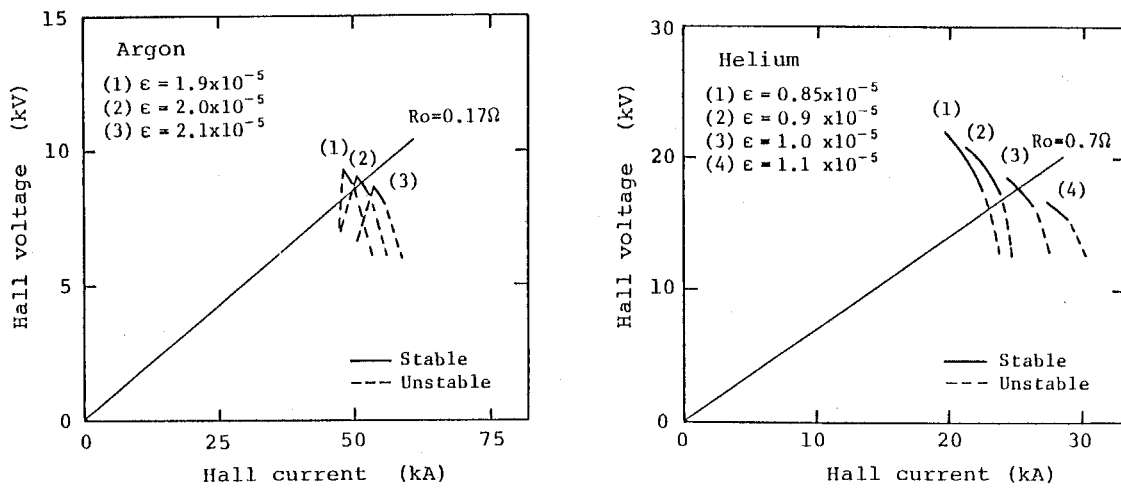 15
10
5
0
Hall voltage (kV)
Argon
(1) ε = 1.9x10⁻⁵
(2) ε = 2.0x10⁻⁵
(3) ε = 2.1x10⁻⁵
Ro=0.17Ω
(1)
(2)
(3)
Stable
Unstable
0
25
50
75
Hall current (kA)
30
20
10
0
Hall voltage (kV)
Helium
(1) ε = 0.85x10⁻⁵
(2) ε = 0.9 x10⁻⁵
(3) ε = 1.0 x10⁻⁵
(4) ε = 1.1 x10⁻⁵
(1)
(2)
(3)
(4)
Ro=0.7Ω
Stable
Unstable
0
10
20
30
Hall current (kA)